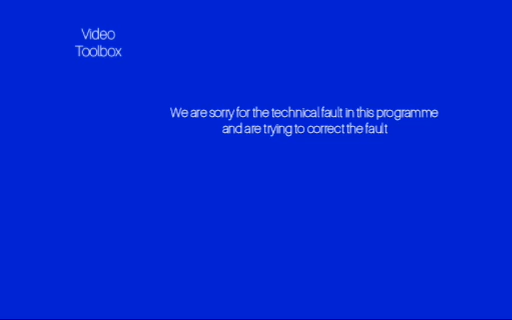 Video
Toolbox
We are sorry for the technical fault in this programme
and are trying to correct the fault